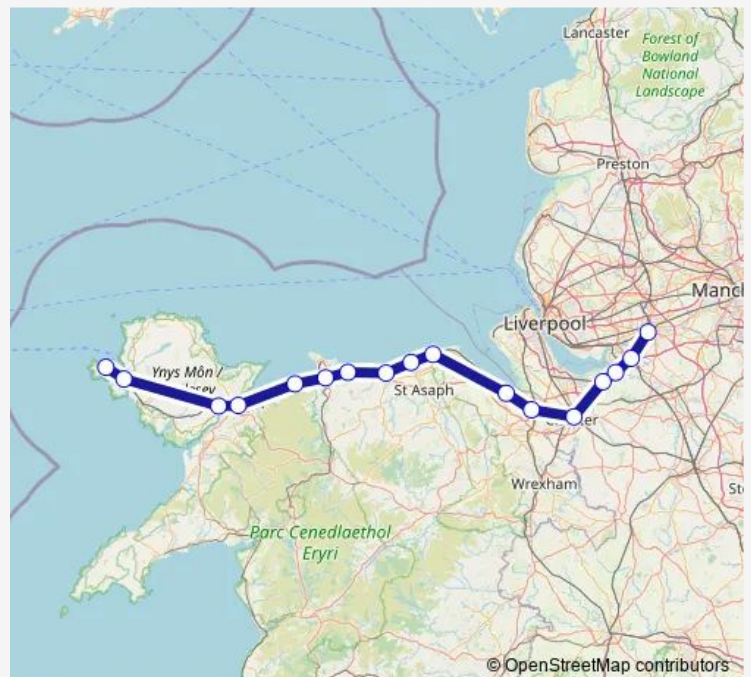 Lancaster
Forest of
Bowland
National
Landscape
Preston
Manch
Liverpool
Ynys Môn /
St Asaph
Wrexham
St
Parc Cenedlaethol
Eryri
© OpenStreetMap contributors